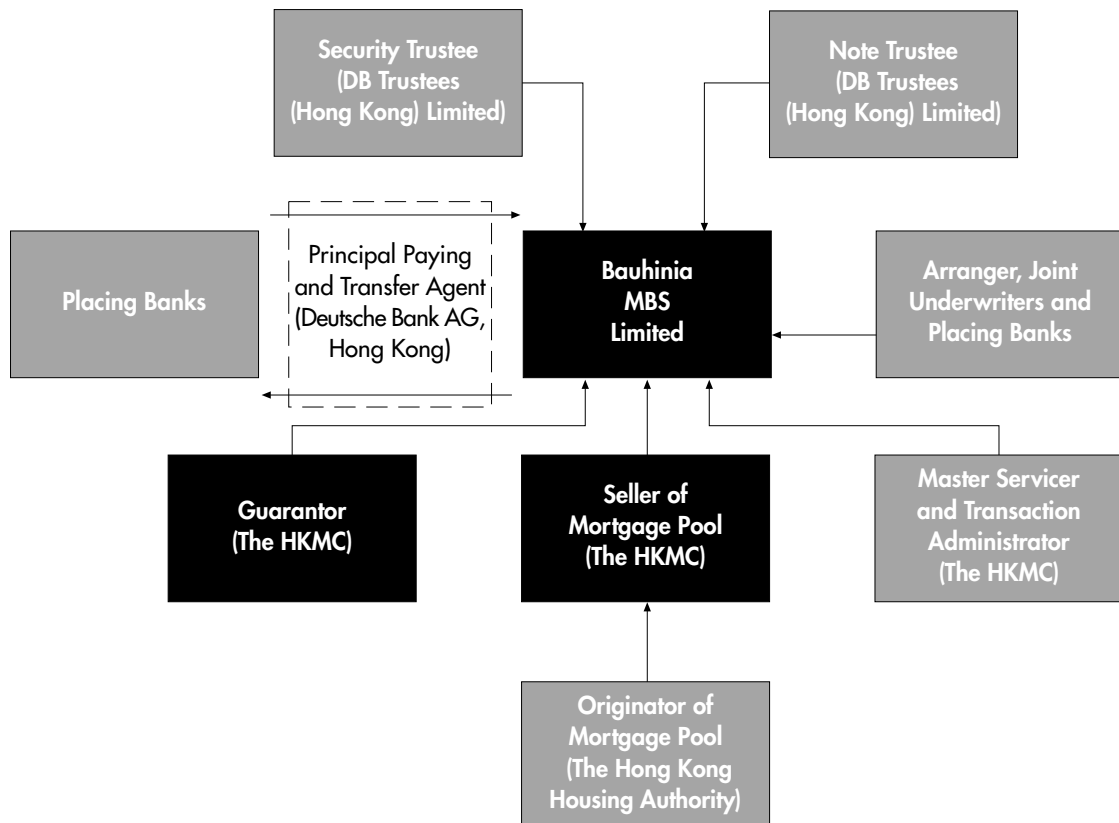 Security Trustee
(DB Trustees
(Hong Kong) Limited)
Note Trustee
(DB Trustees
(Hong Kong) Limited)
Placing Banks
Principal Paying
and Transfer Agent
(Deutsche Bank AG,
Hong Kong)
Bauhinia
MBS
Limited
Arranger, Joint
Underwriters and
Placing Banks
Guarantor
(The HKMC)
Seller of
Mortgage Pool
(The HKMC)
Master Servicer
and Transaction
Administrator
(The HKMC)
Originator of
Mortgage Pool
(The Hong Kong
Housing Authority)